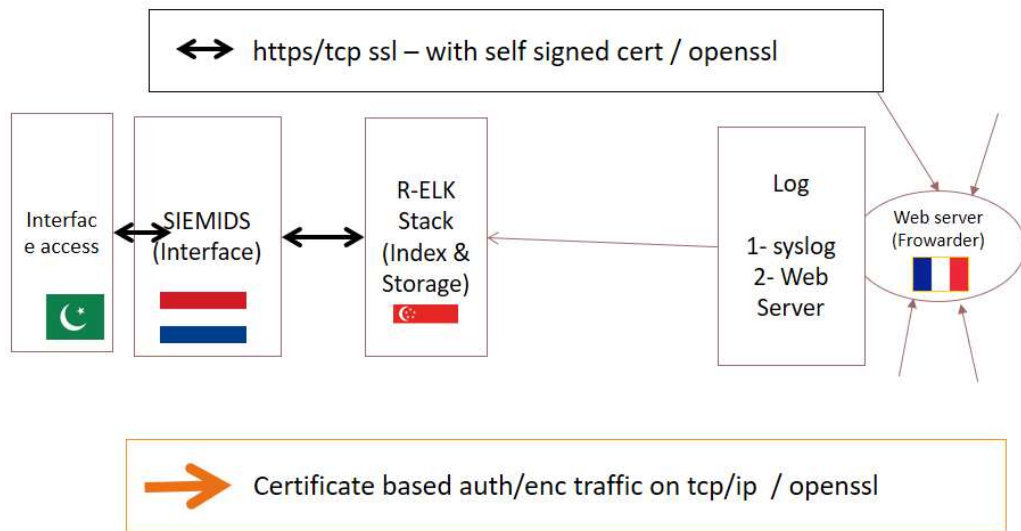 https/tcp ssl – with self signed cert / openssl
Interfac
e access
SIEMIDS
(Interface)
R-ELK
Stack
(Index &
Storage)
Log
1- syslog
2- Web
Server
Web server
(Frowarder)
Certificate based auth/enc traffic on tcp/ip / openssl